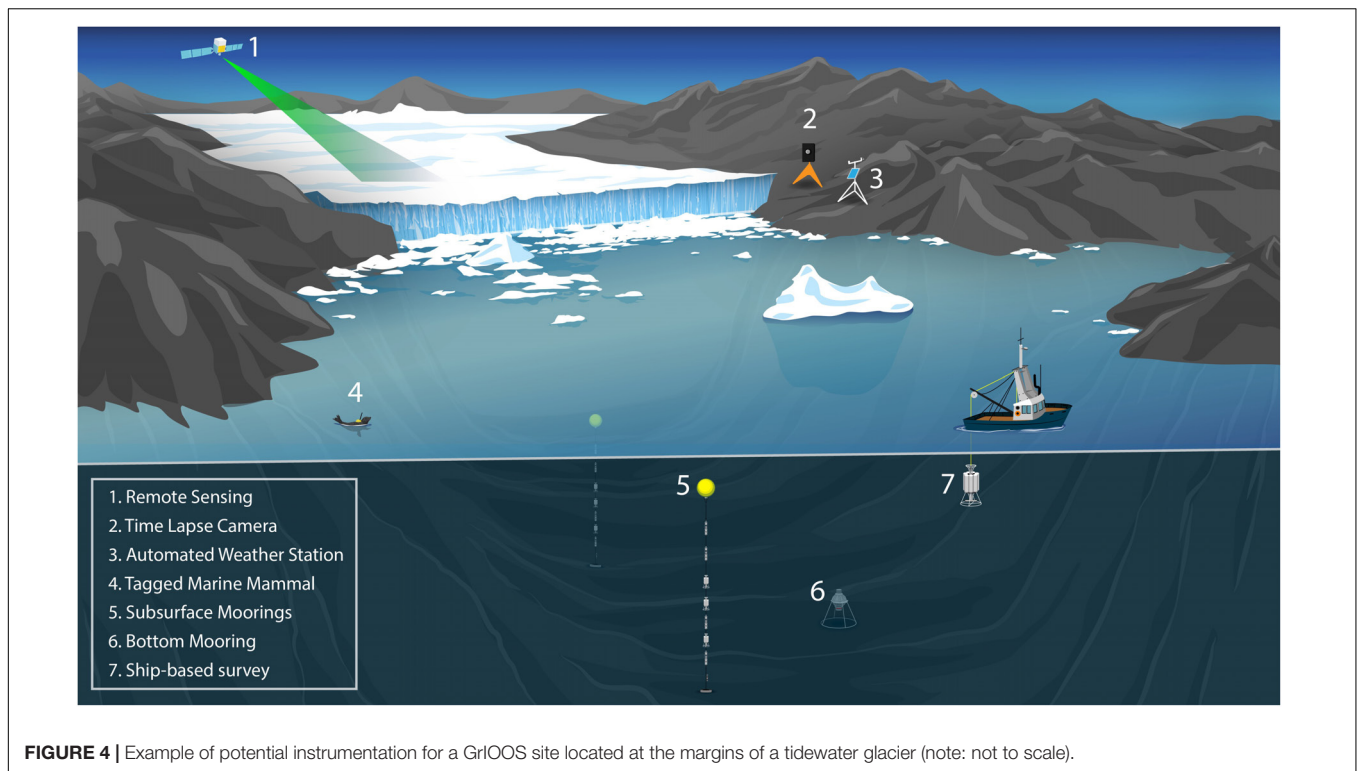 1
2
3
4
5
7
6
1. Remote Sensing
2. Time Lapse Camera
3. Automated Weather Station
4. Tagged Marine Mammal
5. Subsurface Moorings
6. Bottom Mooring
7. Ship-based survey
FIGURE 4 | Example of potential instrumentation for a GrIOOS site located at the margins of a tidewater glacier (note: not to scale).